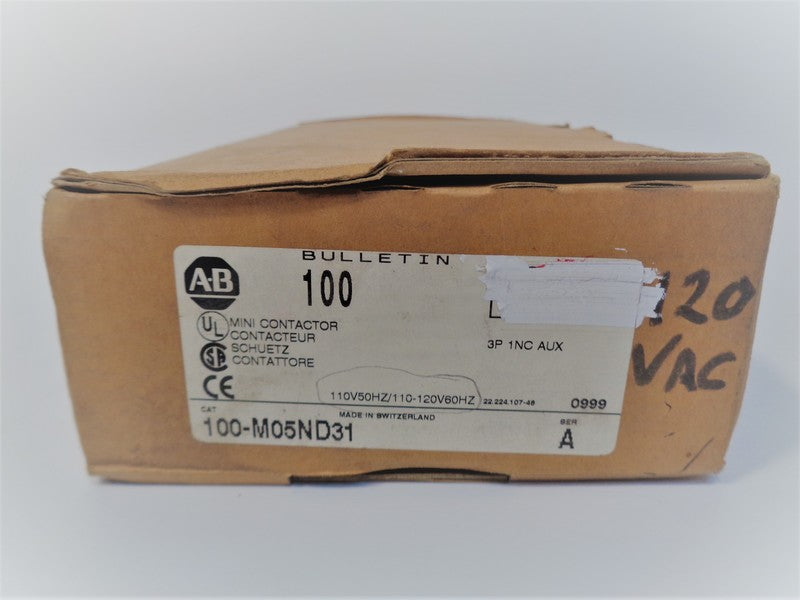 BULLETIN
A-B
100
120
VAC
UL
MINI CONTACTOR
CONTACTEUR
SCHUETZ
CONTATTORE
3P 1NC AUX
CE
110V50HZ/110-120V60HZ 22.224.107-48 0999
MADE IN SWITZERLAND
CAT
100-M05ND31
SER
A